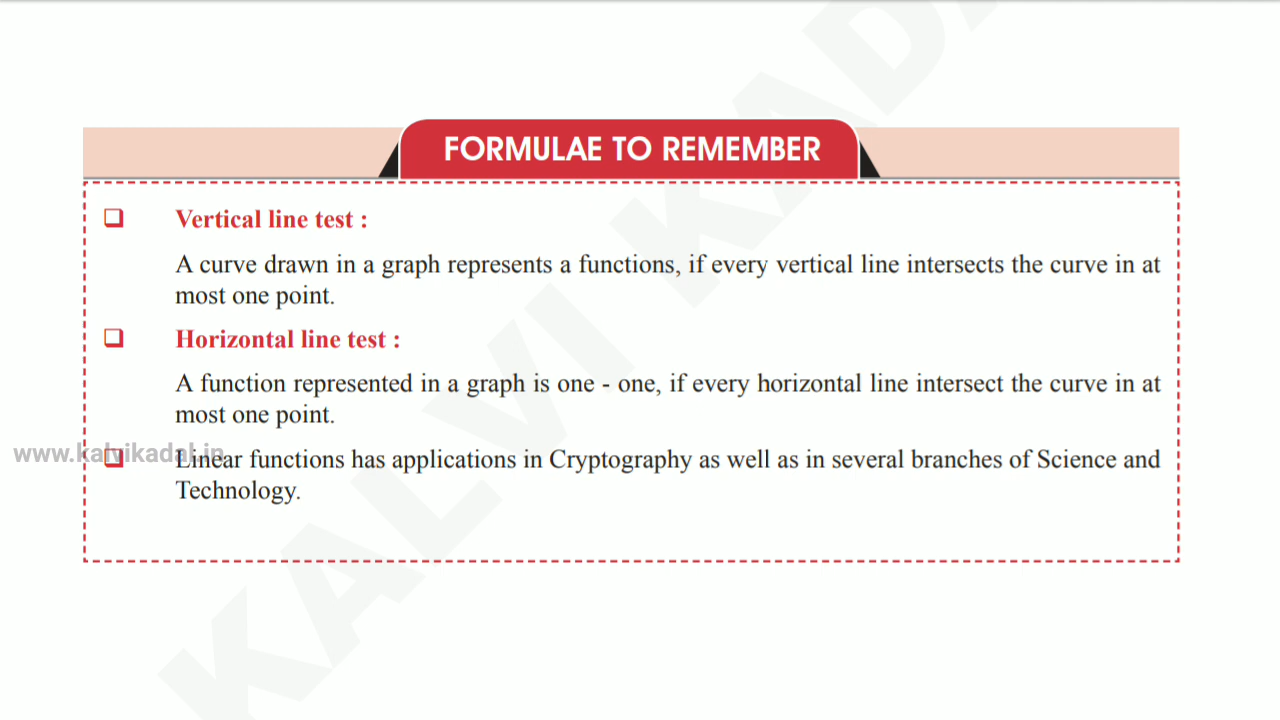 FORMULAE TO REMEMBER
❑ Vertical line test :
A curve drawn in a graph represents a functions, if every vertical line intersects the curve in at
most one point.
❑ Horizontal line test :
A function represented in a graph is one - one, if every horizontal line intersect the curve in at
most one point.
www.kalvikadal.in
❑ Linear functions has applications in Cryptography as well as in several branches of Science and
Technology.
KALVI KADA